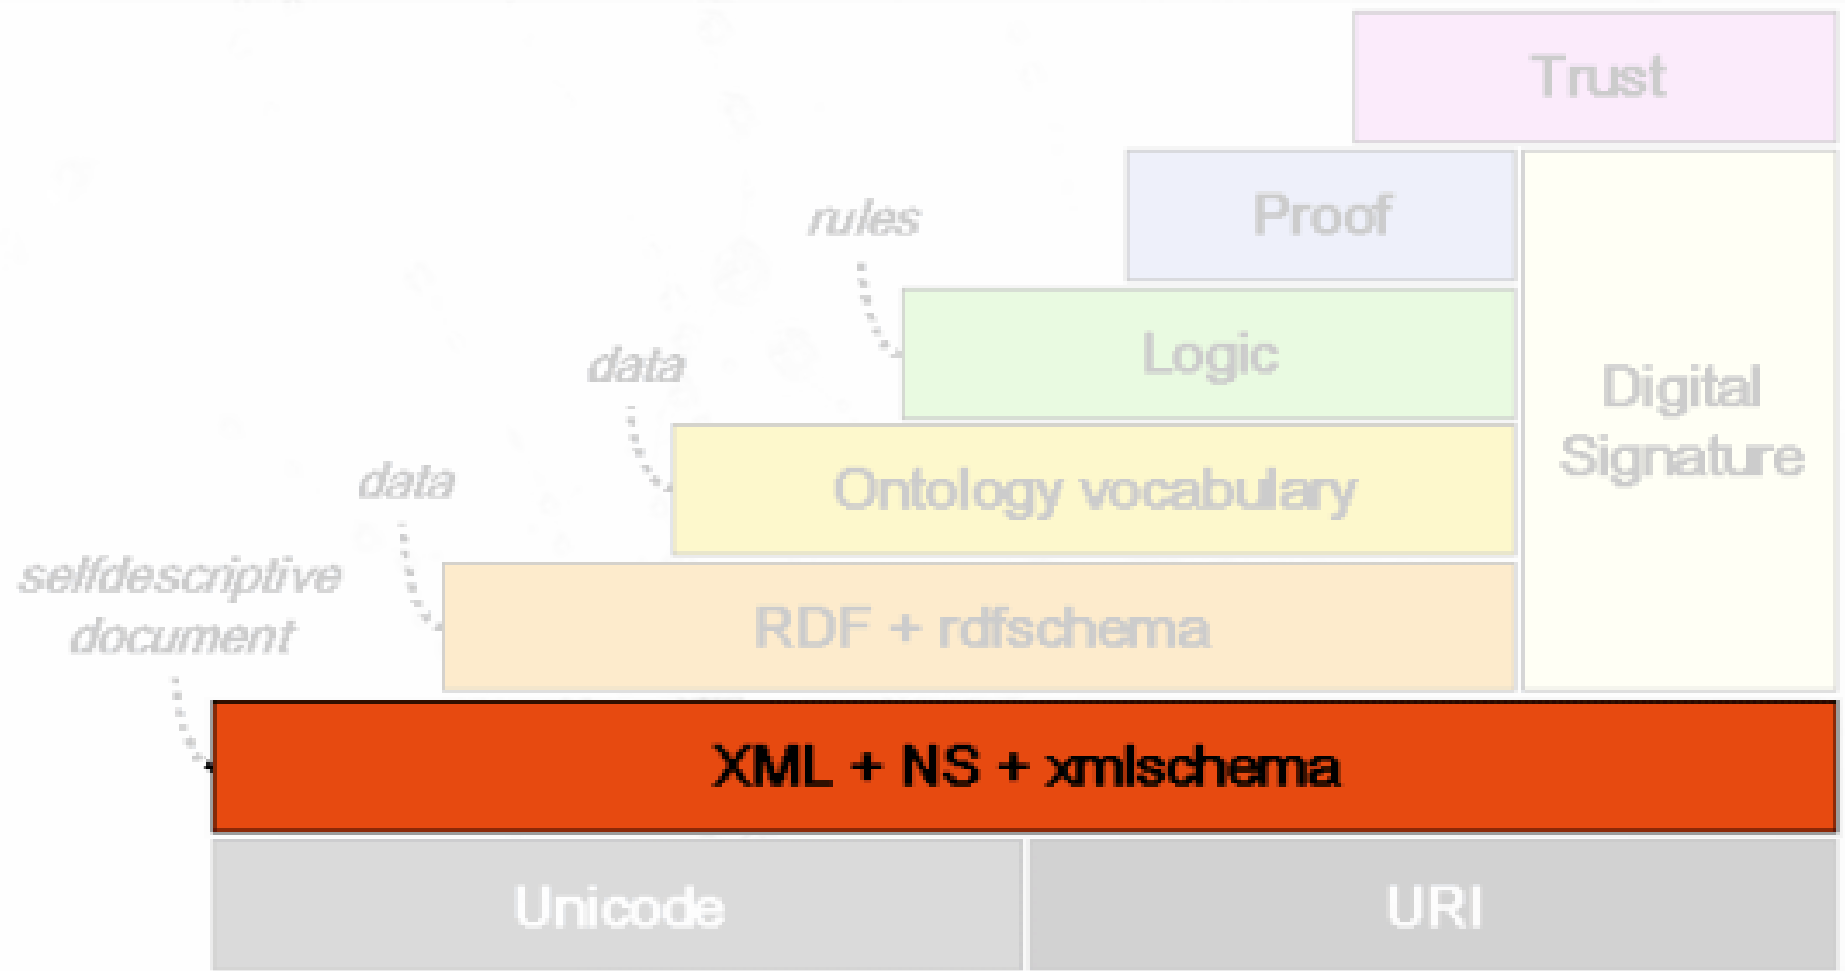 Trust
Proof
rules
Logic
data
Digital
Signature
Ontology vocabulary
data
selfdescriptive
document
RDF + rdfschema
XML + NS + xmlschema
Unicode
URI